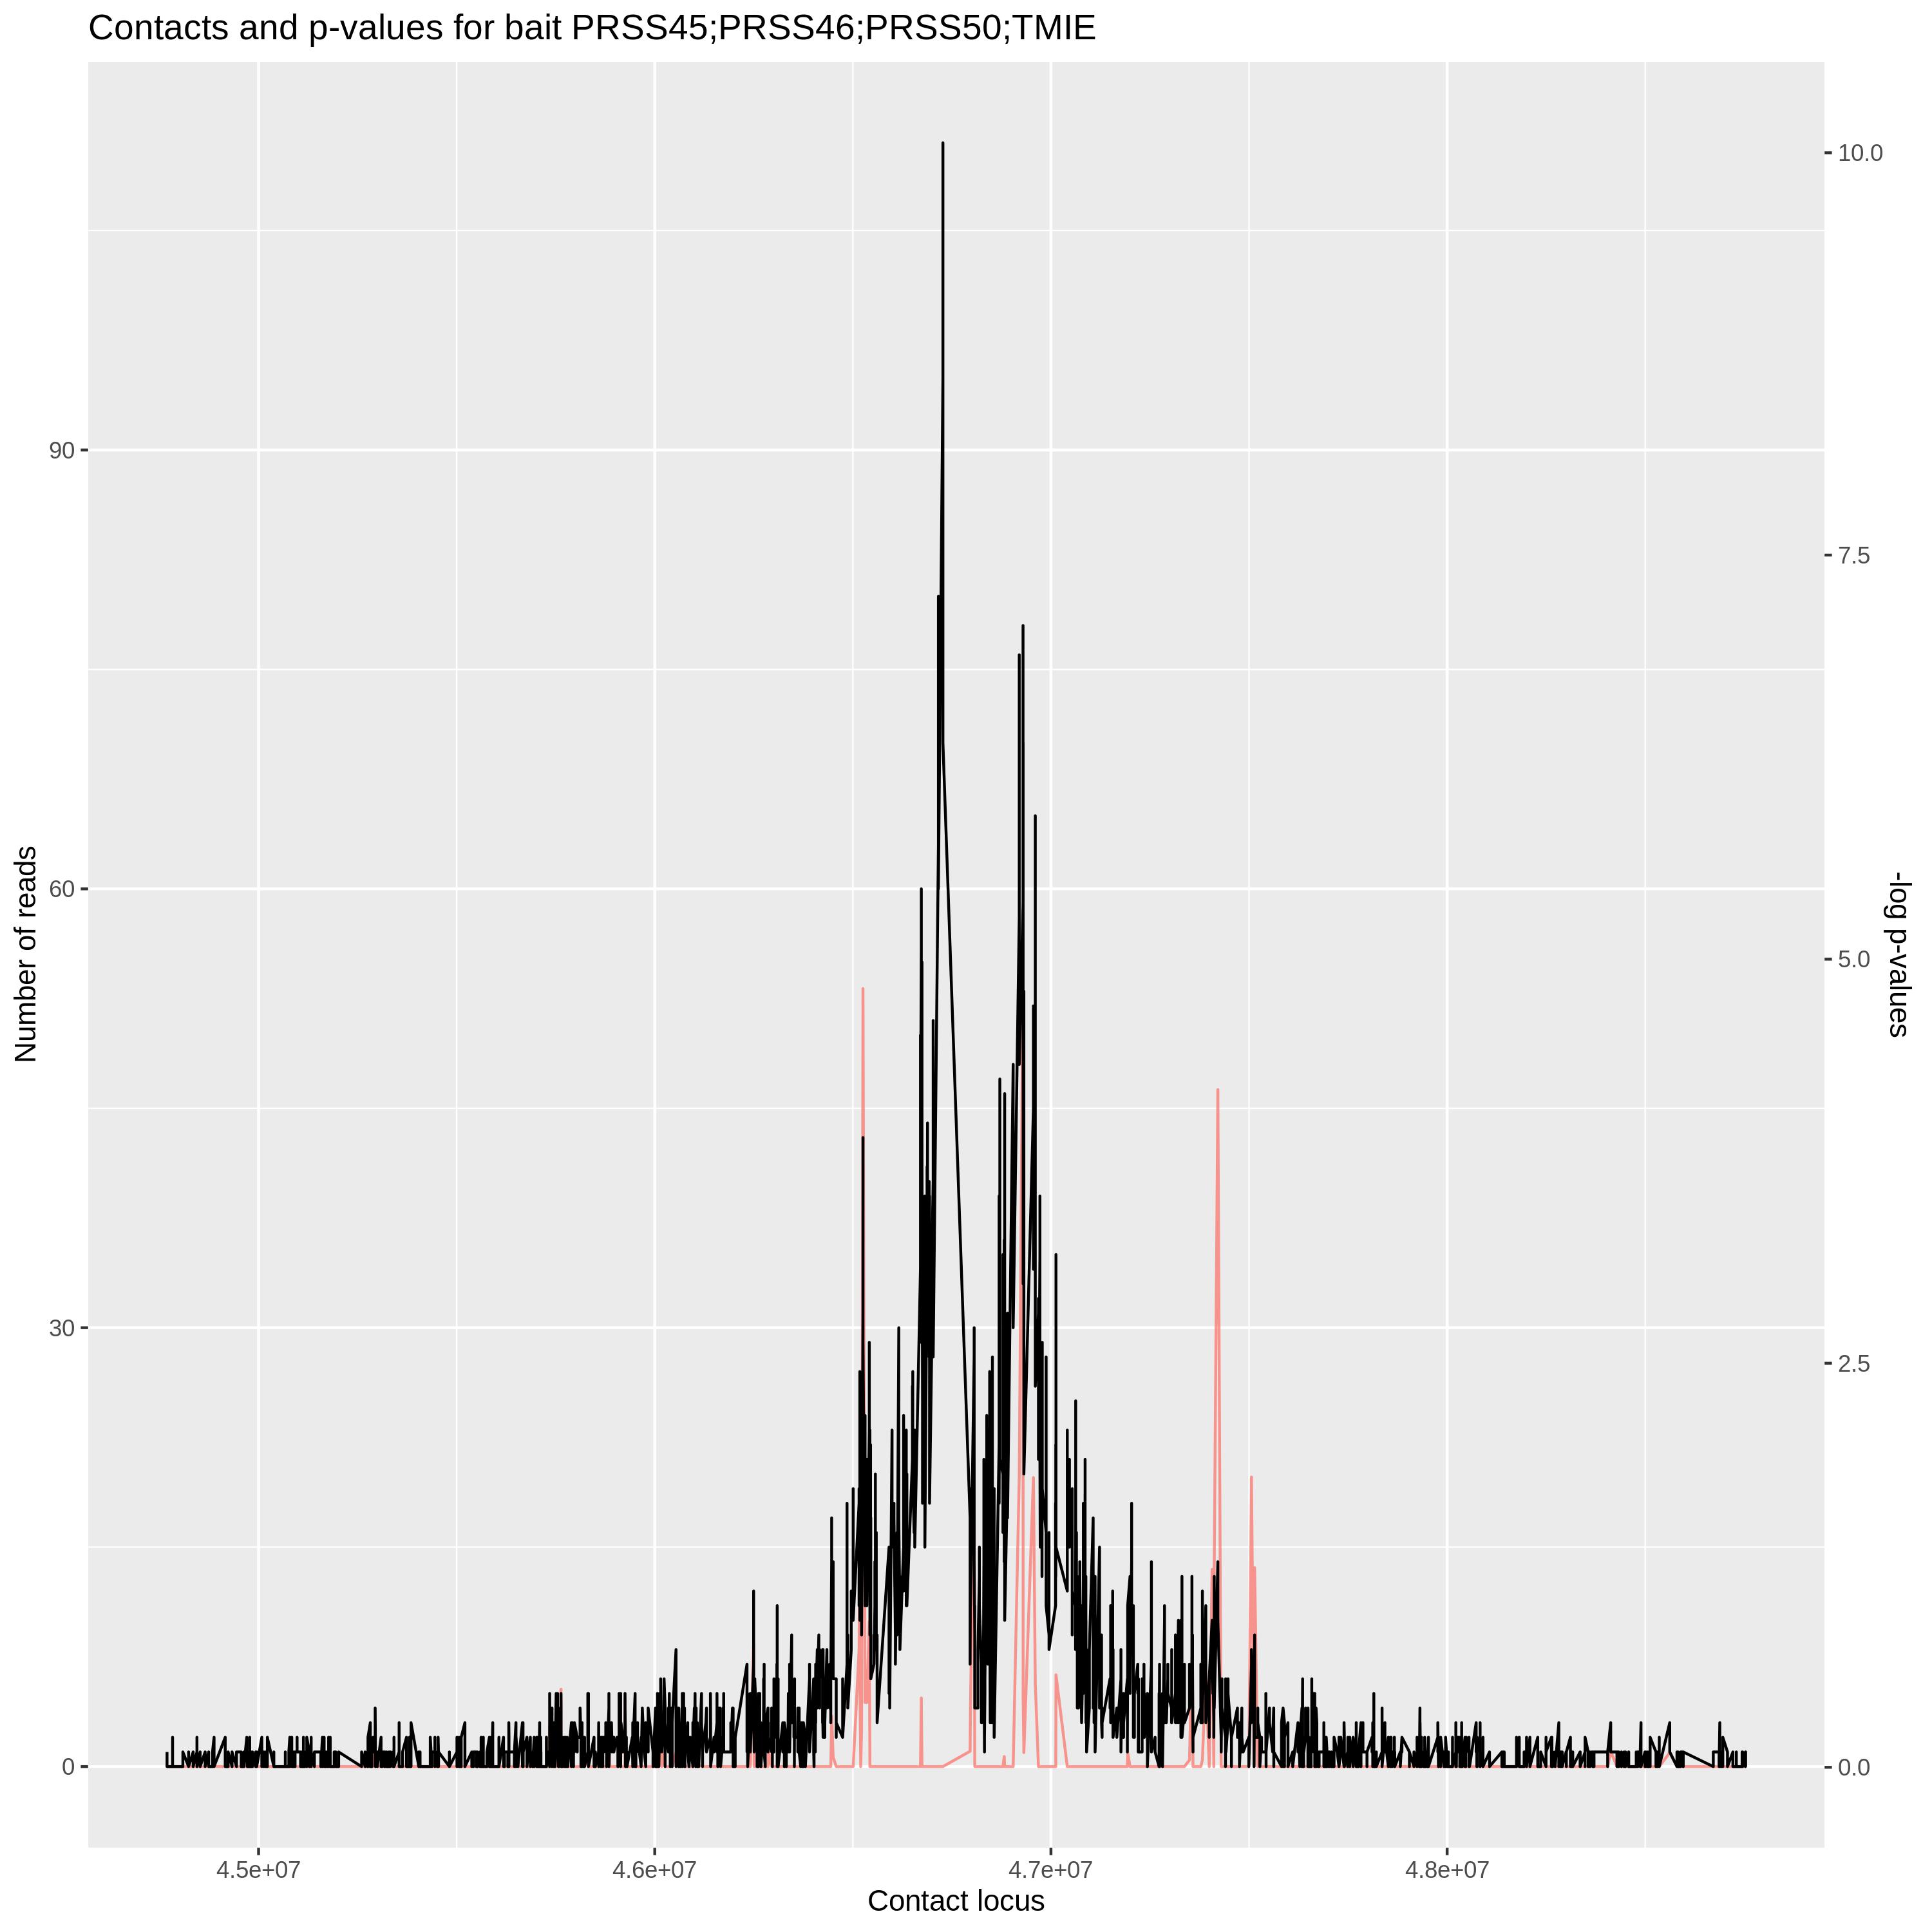 Contacts and p-values for bait PRSS45;PRSS46;PRSS50;TMIE
Number of reads
90
60
30
0
10.0
7.5
5.0
2.5
0.0
-log p-values
4.5e+07 4.6e+07 4.7e+07 4.8e+07
Contact locus